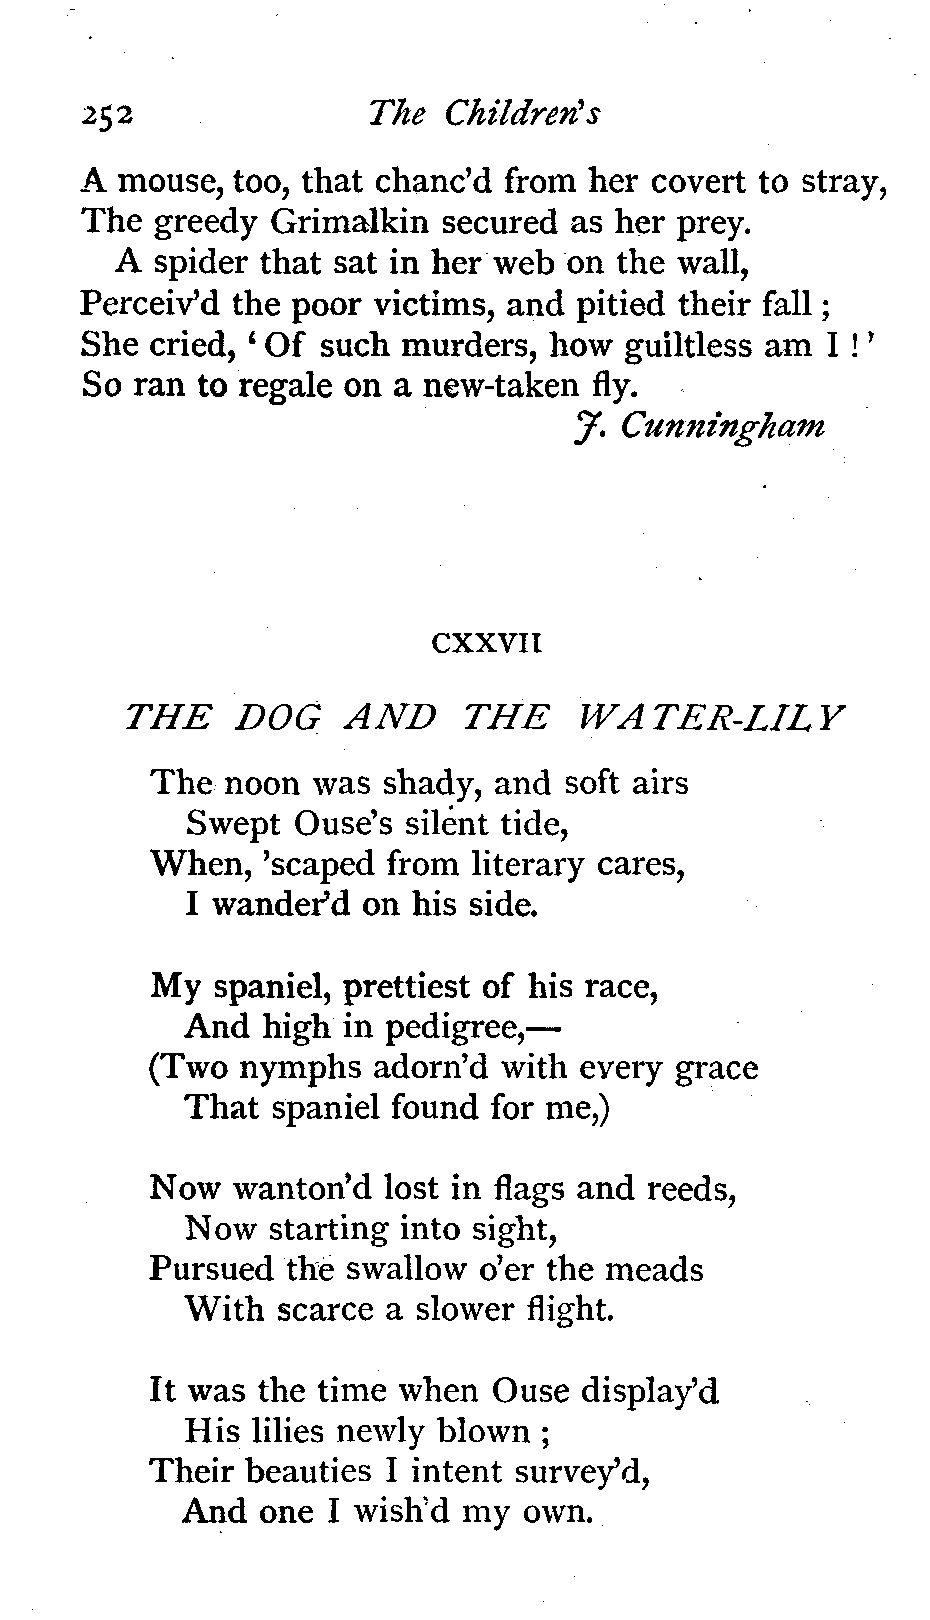 252 The Children's
A mouse, too, that chanc'd from her covert to stray,
The greedy Grimalkin secured as her prey.
A spider that sat in her web on the wall,
Perceiv'd the poor victims, and pitied their fall ;
She cried, ‘ Of such murders, how guiltless am I ! ’
So ran to regale on a new-taken fly.
J. Cunningham
CXXVII
THE DOG AND THE WATER-LILY
The noon was shady, and soft airs
Swept Ouse's silent tide,
When, 'scaped from literary cares,
I wander'd on his side.
My spaniel, prettiest of his race,
And high in pedigree,—
(Two nymphs adorn'd with every grace
That spaniel found for me,)
Now wanton'd lost in flags and reeds,
Now starting into sight,
Pursued the swallow o'er the meads
With scarce a slower flight.
It was the time when Ouse display'd
His lilies newly blown ;
Their beauties I intent survey'd,
And one I wish'd my own.